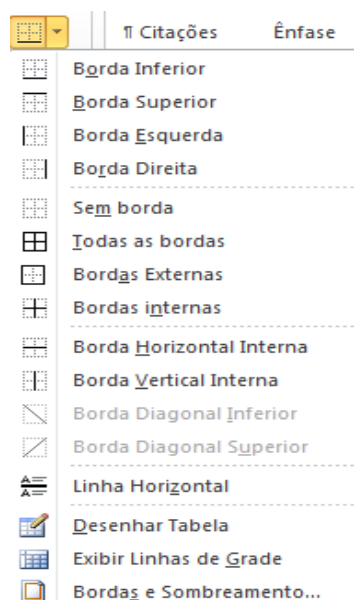 ¶ Citações Ênfase
Borda Inferior
Borda Superior
Borda Esquerda
Borda Direita
Sem borda
Todas as bordas
Bordas Externas
Bordas internas
Borda Horizontal Interna
Borda Vertical Interna
Borda Diagonal Inferior
Borda Diagonal Superior
Linha Horizontal
Desenhar Tabela
Exibir Linhas de Grade
Bordas e Sombreamento...